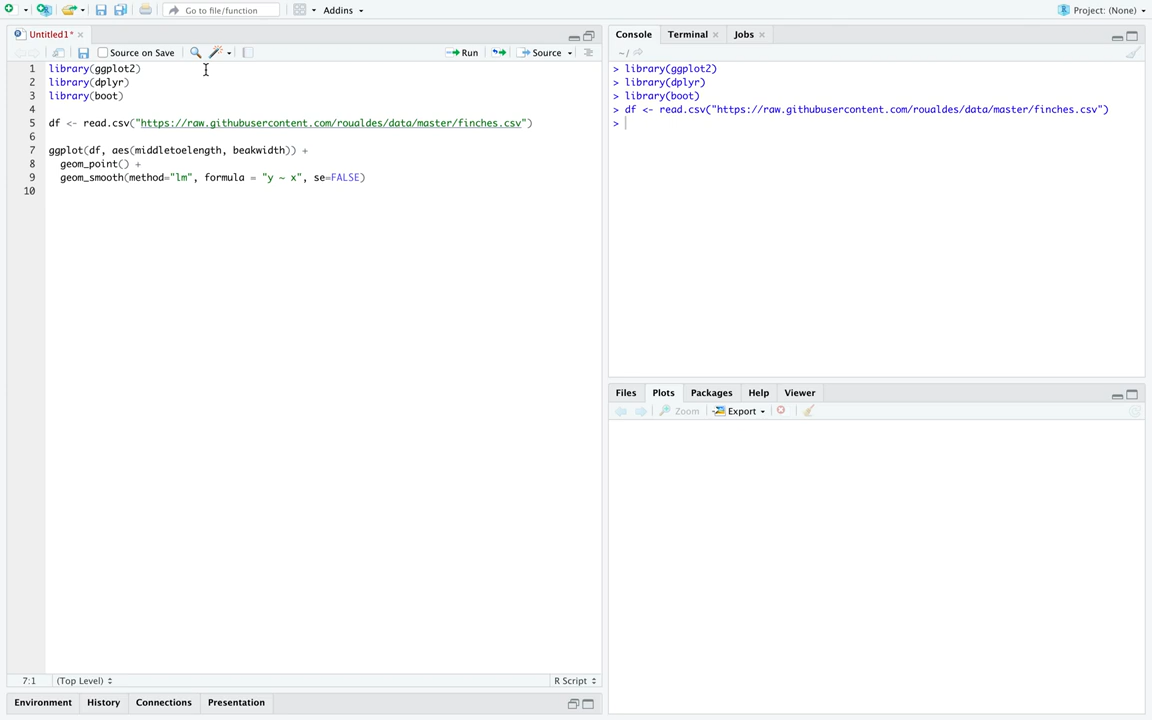 Go to file/function Addins Project: (None)
Untitled1*
Source on Save Run Source
1 library(ggplot2)
2 library(dplyr)
3 library(boot)
4
5 df <- read.csv("https://raw.githubusercontent.com/roualdes/data/master/finches.csv")
6
7 ggplot(df, aes(middletoelength, beakwidth)) +
8 geom_point() +
9 geom_smooth(method="lm", formula = "y ~ x", se=FALSE)
10
7:1 (Top Level) R Script
Environment History Connections Presentation
Console Terminal Jobs
~/
> library(ggplot2)
> library(dplyr)
> library(boot)
> df <- read.csv("https://raw.githubusercontent.com/roualdes/data/master/finches.csv")
>
Files Plots Packages Help Viewer
Zoom Export